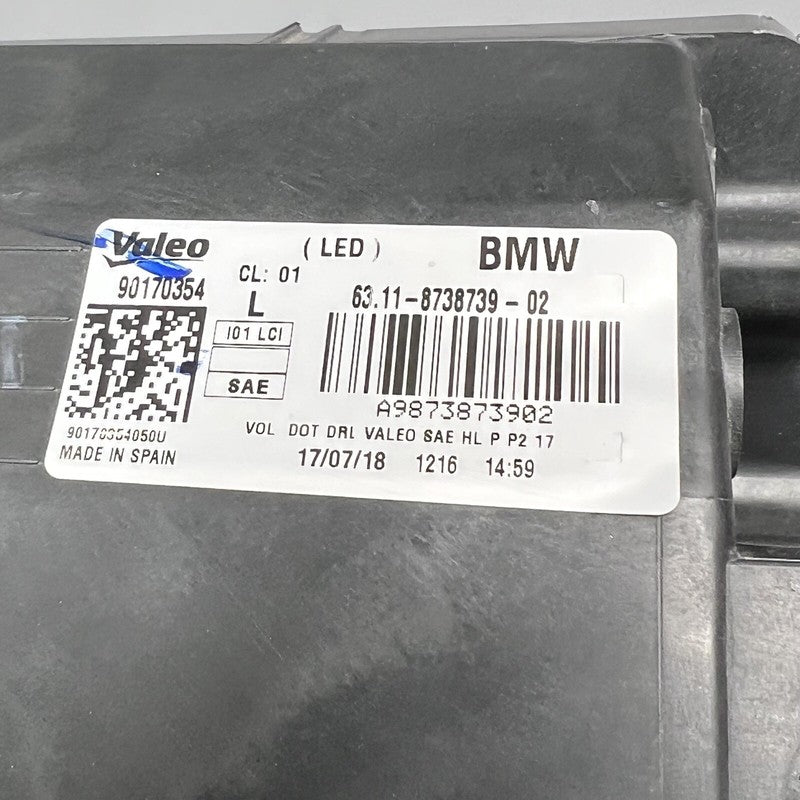 Valeo (LED) BMW
90170354 CL: 01 63.11-8738739-02
L
I01 LCI
SAE
A9873873902
90170354050U VOL DOT DRL VALEO SAE HL P P2 17
MADE IN SPAIN 17/07/18 1216 14:59